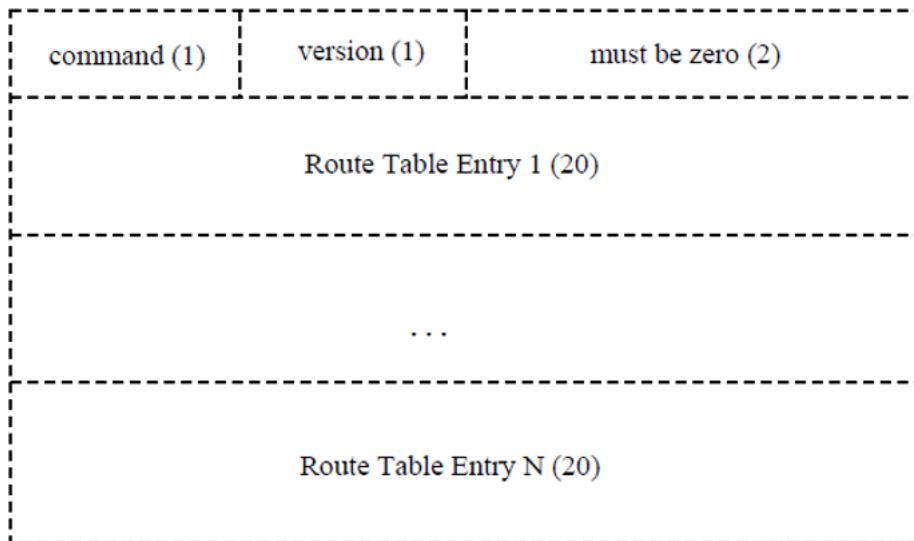 command (1) version (1) must be zero (2)
Route Table Entry 1 (20)
...
Route Table Entry N (20)